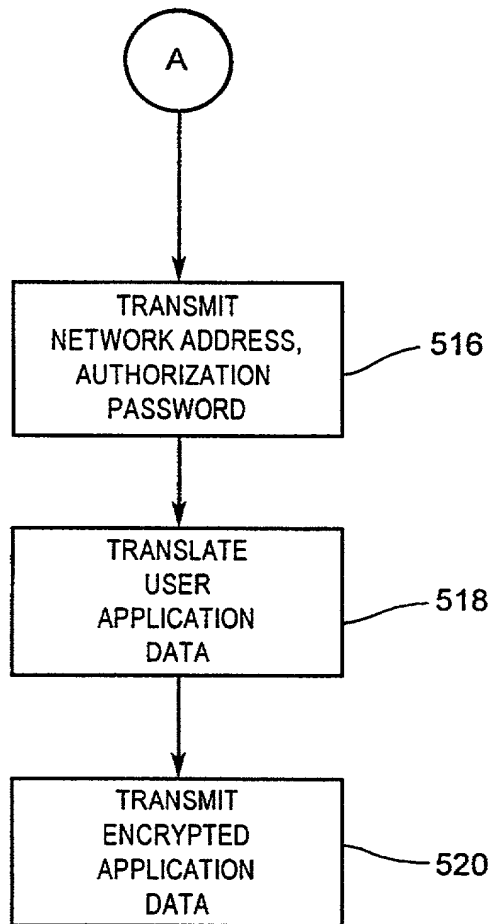 A
TRANSMIT
NETWORK ADDRESS,
AUTHORIZATION
PASSWORD
516
TRANSLATE
USER
APPLICATION
DATA
518
TRANSMIT
ENCRYPTED
APPLICATION
DATA
520